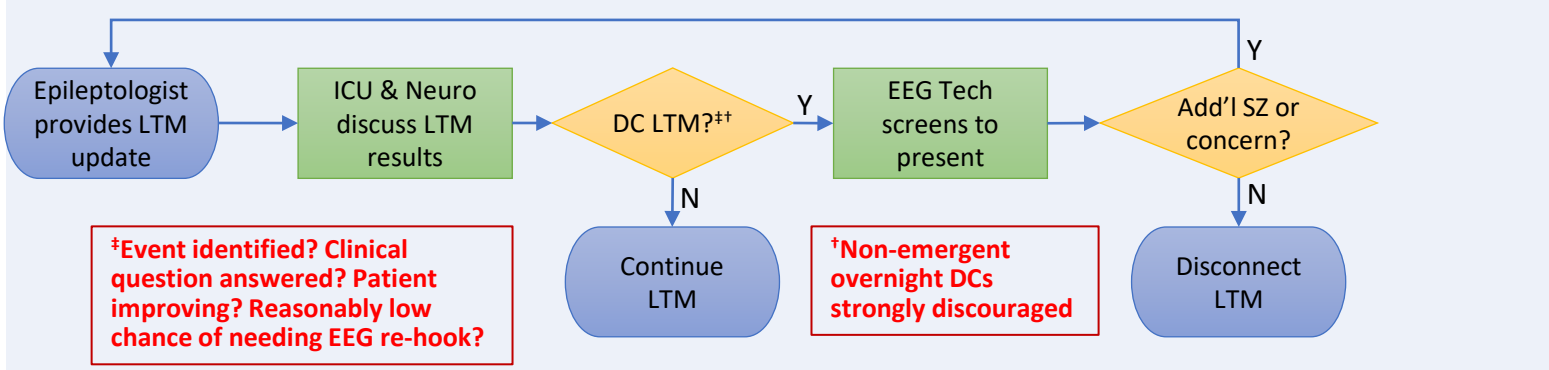 Y
Epileptologist
provides LTM
update
ICU & Neuro
discuss LTM
results
DC LTM?‡†
Y
EEG Tech
screens to
present
Add’l SZ or
concern?
N
N
‡Event identified? Clinical
question answered? Patient
improving? Reasonably low
chance of needing EEG re-hook?
Continue
LTM
†Non-emergent
overnight DCs
strongly discouraged
Disconnect
LTM